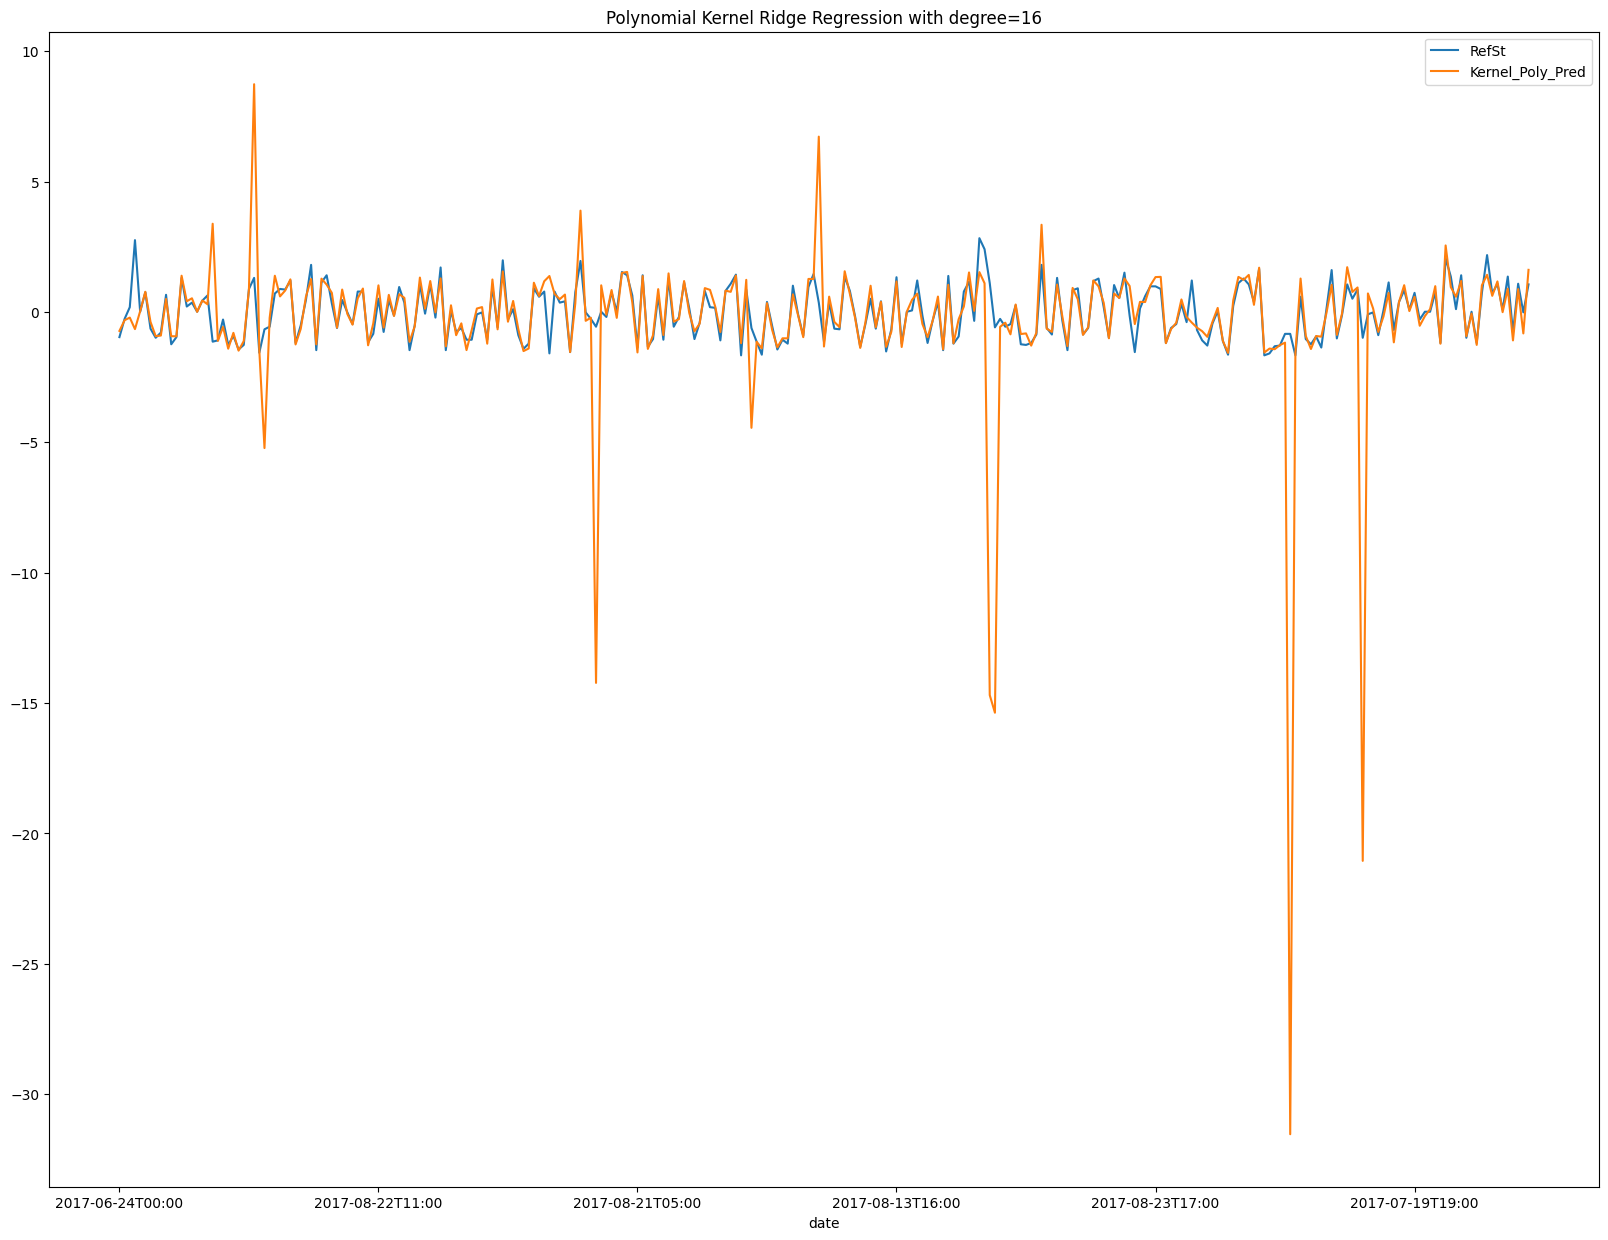 Polynomial Kernel Ridge Regression with degree=16
RefSt
Kernel_Poly_Pred
10
5
0
−5
−10
−15
−20
−25
−30
2017-06-24T00:00
2017-08-22T11:00
2017-08-21T05:00
2017-08-13T16:00
2017-08-23T17:00
2017-07-19T19:00
date